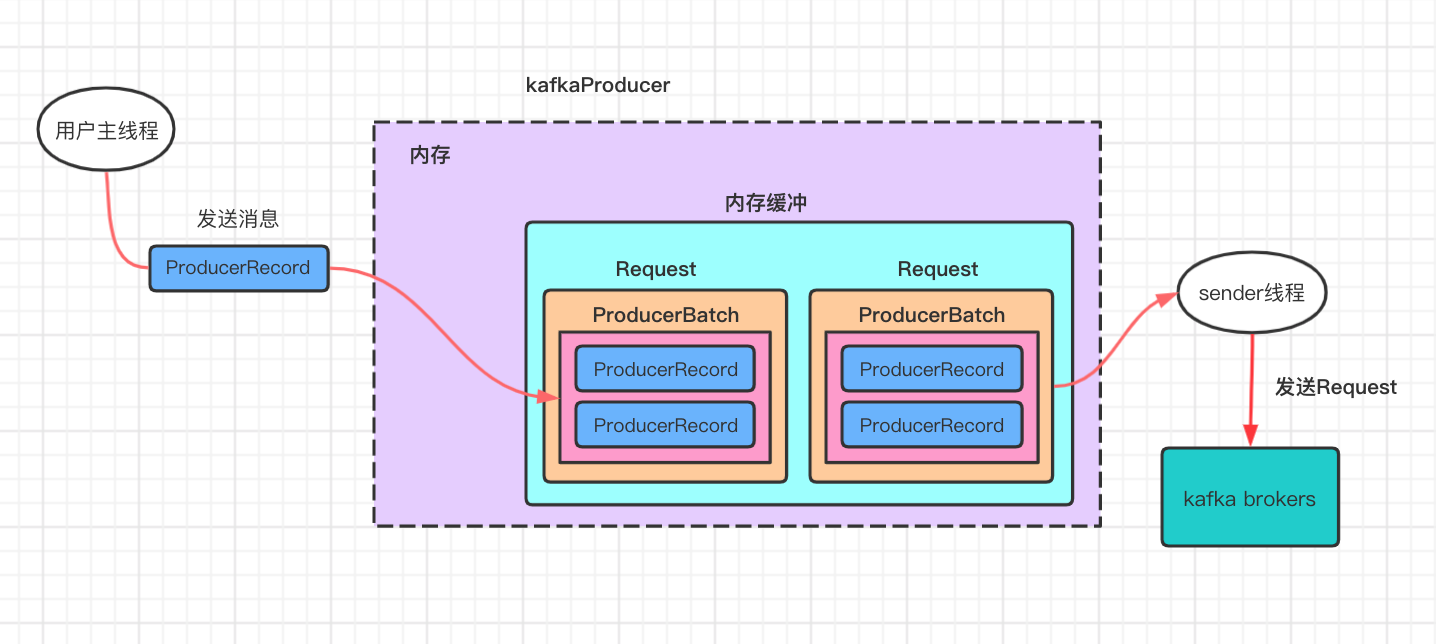 kafkaProducer
用户主线程
内存
内存缓冲
发送消息
ProducerRecord
Request
Request
ProducerBatch
ProducerBatch
ProducerRecord
ProducerRecord
ProducerRecord
ProducerRecord
sender线程
发送Request
kafka brokers